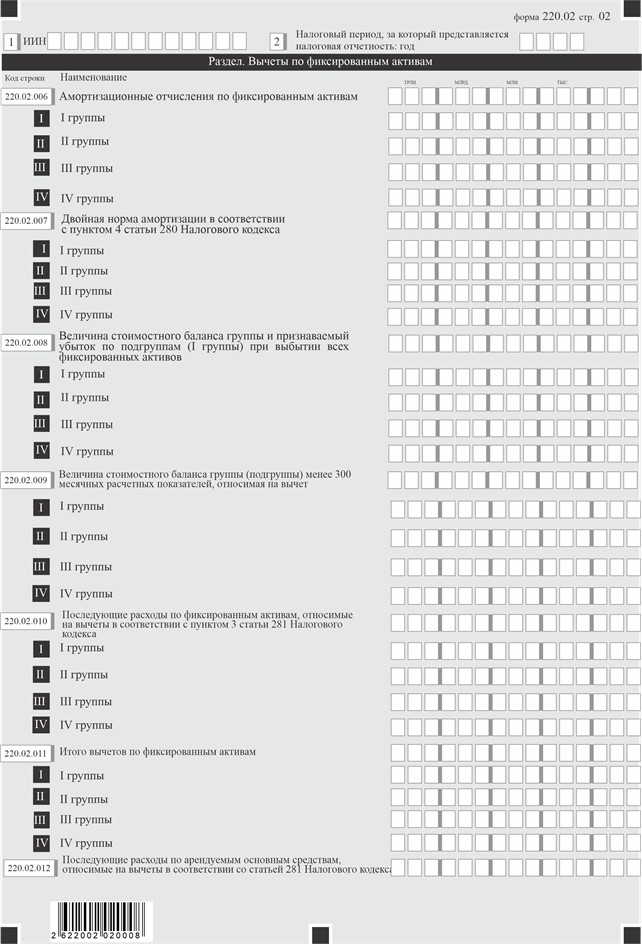 форма 220.02 стр. 02
1 ИИН 2 Налоговый период, за который представляется
налоговая отчетность: год
Раздел. Вычеты по фиксированным активам
Код строки Наименование
ТРЛН МЛРД МЛН ТЫС.
220.02.006 Амортизационные отчисления по фиксированным активам
I I группы
II II группы
III III группы
IV IV группы
220.02.007 Двойная норма амортизации в соответствии
с пунктом 4 статьи 280 Налогового кодекса
I I группы
II II группы
III III группы
IV IV группы
220.02.008 Величина стоимостного баланса группы и признаваемый
убыток по подгруппам (I группы) при выбытии всех
фиксированных активов
I I группы
II II группы
III III группы
IV IV группы
220.02.009 Величина стоимостного баланса группы (подгруппы) менее 300
месячных расчетных показателей, относимая на вычет
I I группы
II II группы
III III группы
IV IV группы
220.02.010 Последующие расходы по фиксированным активам, относимые
на вычеты в соответствии с пунктом 3 статьи 281 Налогового
кодекса
I I группы
II II группы
III III группы
IV IV группы
220.02.011 Итого вычетов по фиксированным активам
I I группы
II II группы
III III группы
IV IV группы
220.02.012 Последующие расходы по арендуемым основным средствам,
относимые на вычеты в соответствии со статьей 281 Налогового кодекса
2 622002 020008